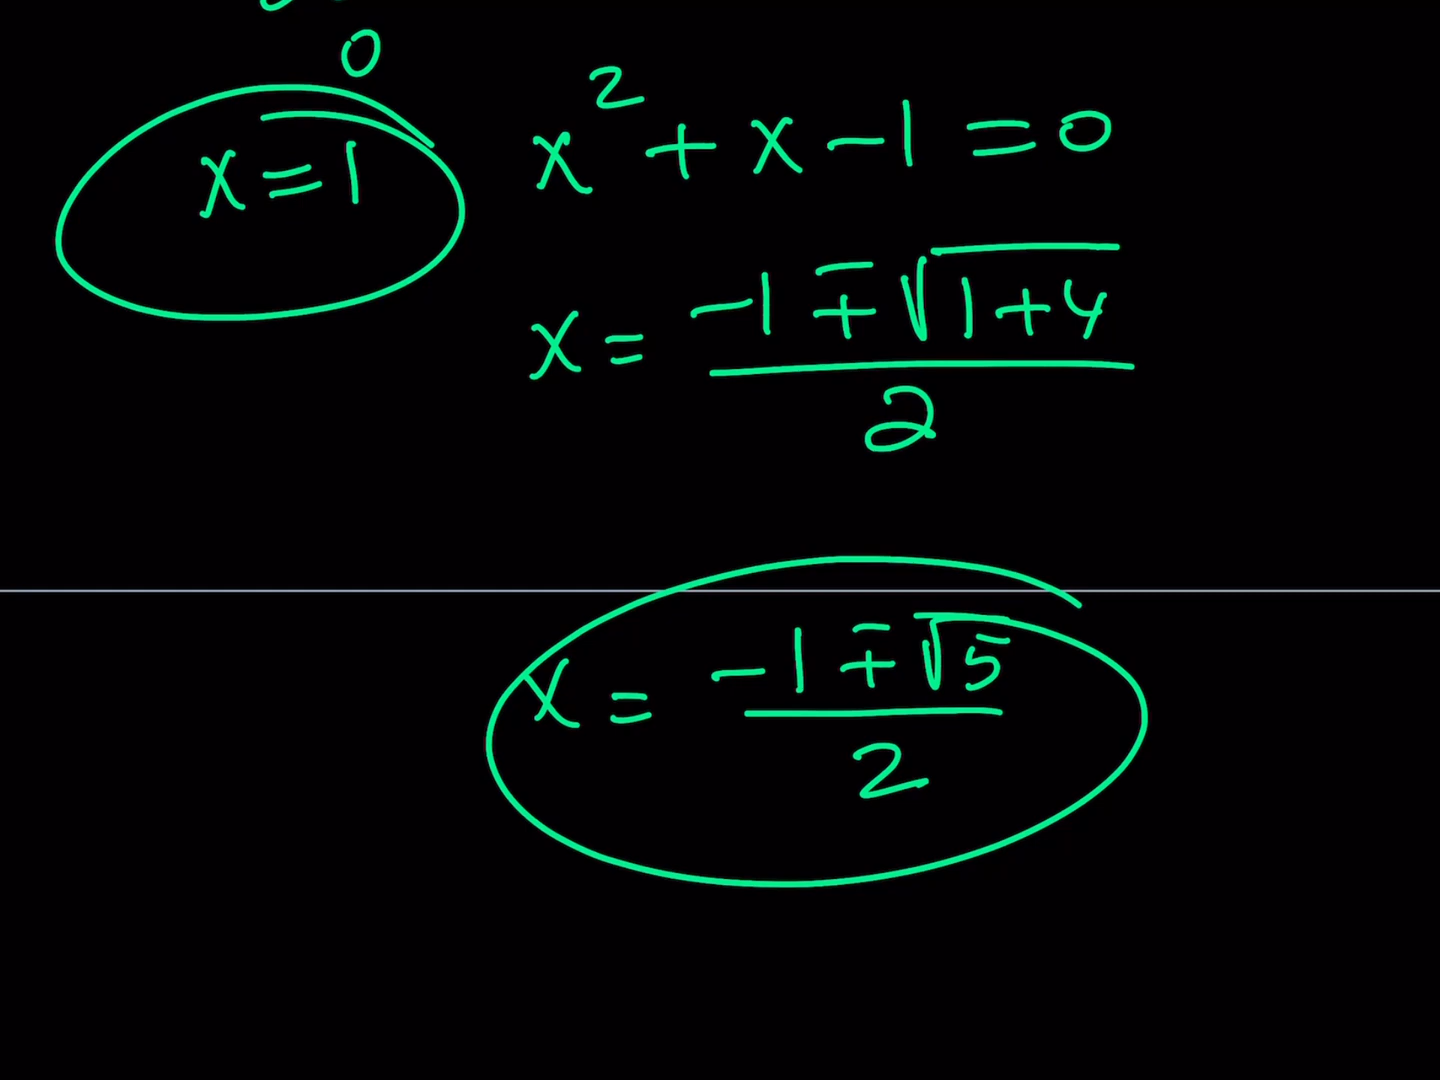 0
x = 1
x² + x - 1 = 0
x = (-1 ∓ √(1+4)) / 2
x = (-1 ∓ √5) / 2